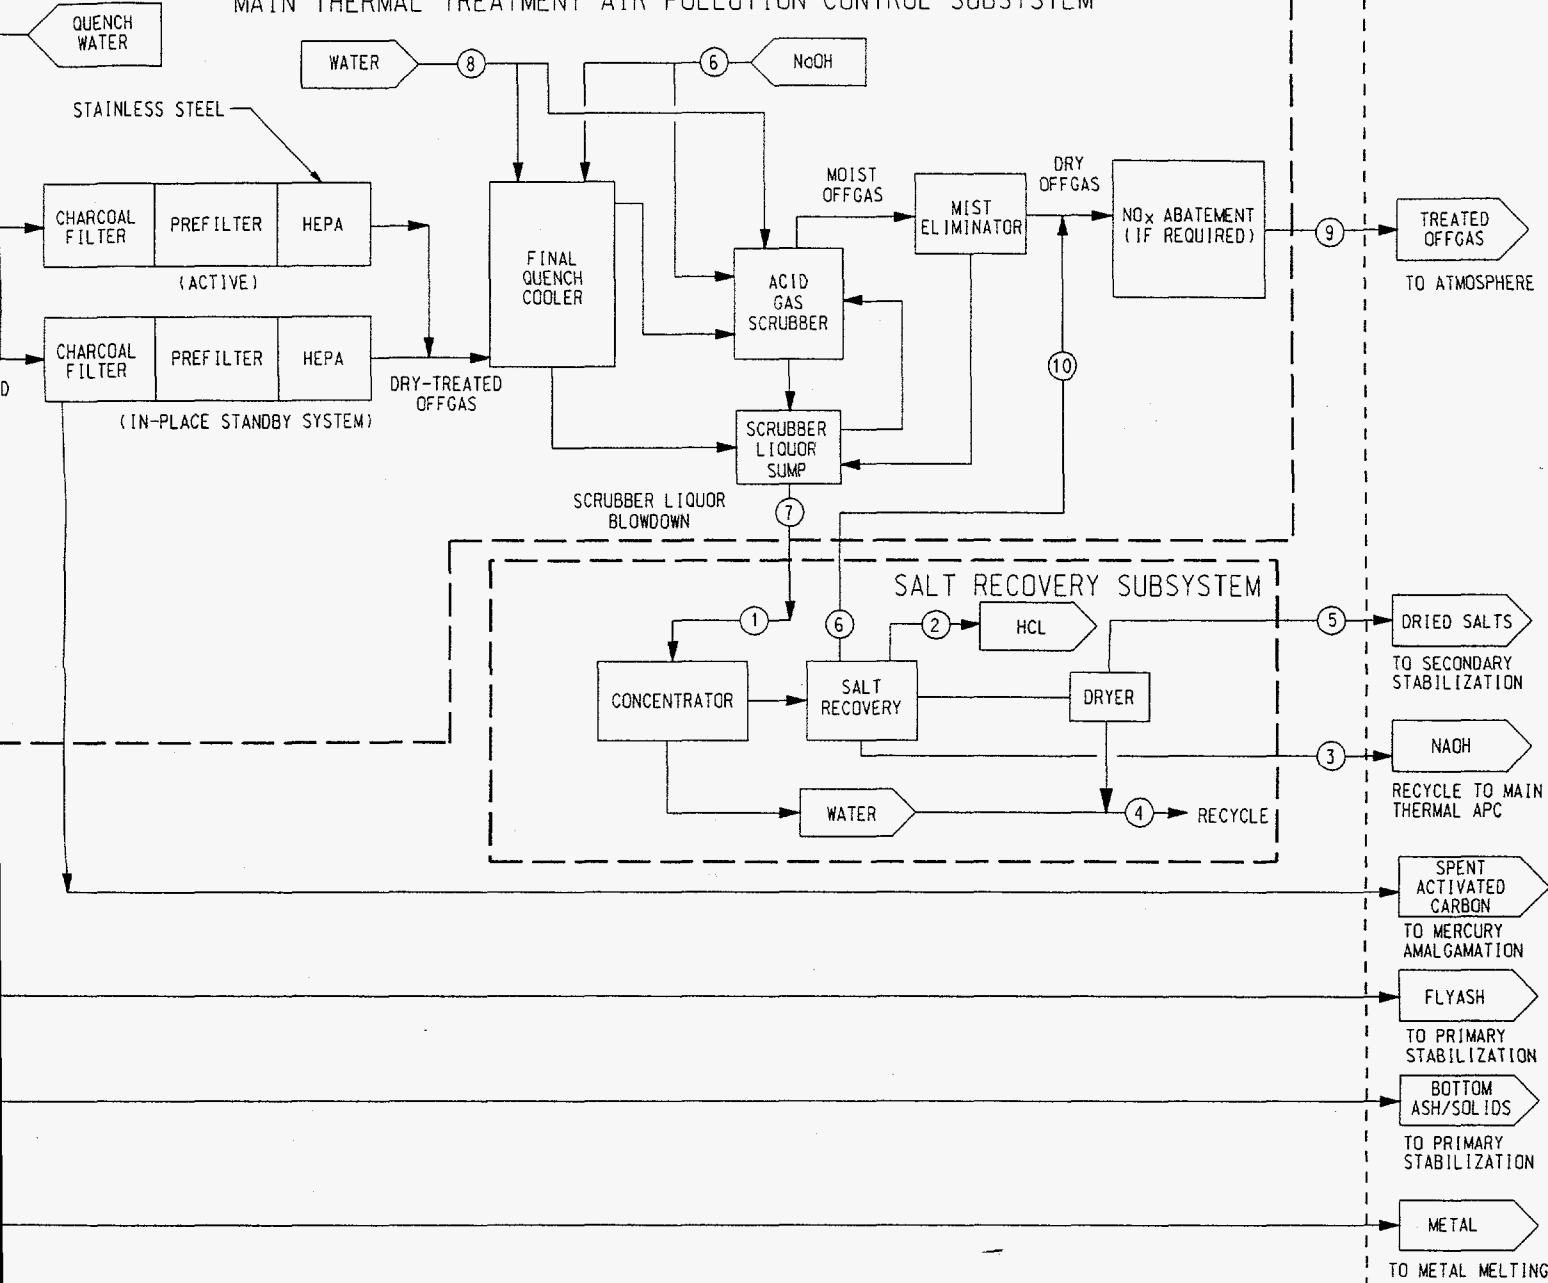 MAIN THERMAL TREATMENT AIR POLLUTION CONTROL SUBSYSTEM
QUENCH
WATER
WATER
8
6
NaOH
STAINLESS STEEL
CHARCOAL
FILTER
PREFILTER
HEPA
(ACTIVE)
CHARCOAL
FILTER
PREFILTER
HEPA
(IN-PLACE STANDBY SYSTEM)
D
DRY-TREATED
OFFGAS
FINAL
QUENCH
COOLER
ACID
GAS
SCRUBBER
MOIST
OFFGAS
MIST
ELIMINATOR
DRY
OFFGAS
NOx ABATEMENT
(IF REQUIRED)
9
TREATED
OFFGAS
TO ATMOSPHERE
10
SCRUBBER
LIQUOR
SUMP
SCRUBBER LIQUOR
BLOWDOWN
7
SALT RECOVERY SUBSYSTEM
1
6
2
HCL
5
DRIED SALTS
TO SECONDARY
STABILIZATION
CONCENTRATOR
SALT
RECOVERY
DRYER
3
NAOH
RECYCLE TO MAIN
THERMAL APC
WATER
4
RECYCLE
SPENT
ACTIVATED
CARBON
TO MERCURY
AMALGAMATION
FLYASH
TO PRIMARY
STABILIZATION
BOTTOM
ASH/SOLIDS
TO PRIMARY
STABILIZATION
METAL
TO METAL MELTING